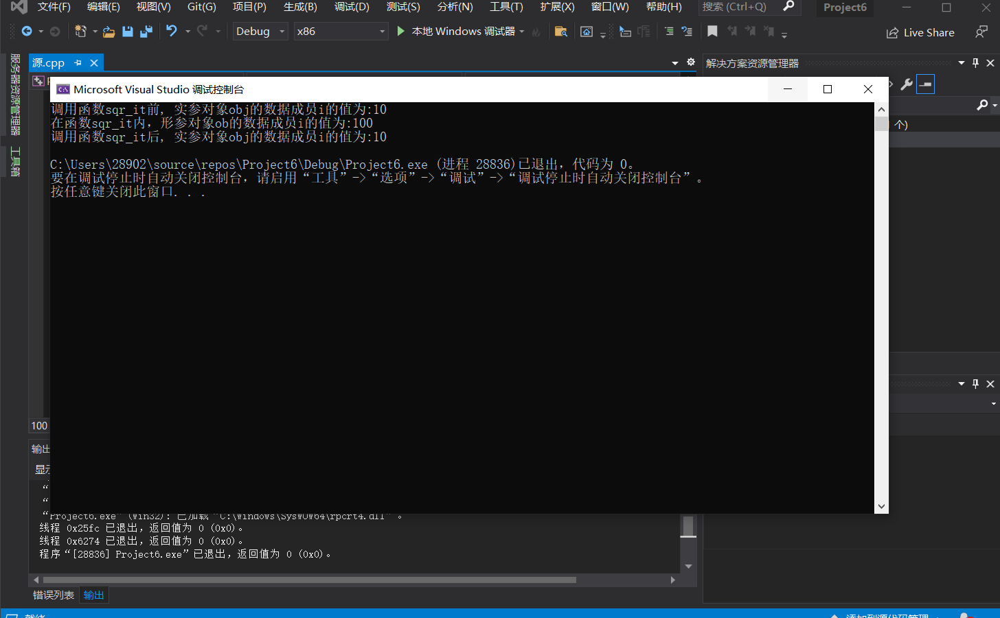 文件(F) 编辑(E) 视图(V) Git(G) 项目(P) 生成(B) 调试(D) 测试(S) 分析(N) 工具(T) 扩展(X) 窗口(W) 帮助(H) 搜索 (Ctrl+Q) Project6
Debug x86 本地 Windows 调试器 Live Share
服务器资源管理器
工具箱
源.cpp
解决方案资源管理器
Microsoft Visual Studio 调试控制台
调用函数sqr_it前, 实参对象obj的数据成员i的值为:10
在函数sqr_it内，形参对象ob的数据成员i的值为:100
调用函数sqr_it后, 实参对象obj的数据成员i的值为:10
C:\Users\28902\source\repos\Project6\Debug\Project6.exe (进程 28836)已退出，代码为 0。
要在调试停止时自动关闭控制台，请启用“工具”->“选项”->“调试”->“调试停止时自动关闭控制台”。
按任意键关闭此窗口. . .
个)
100
输出
显示
“Project6.exe”(Win32): 已加载“C:\Windows\SysWOW64\rpcrt4.dll”。
线程 0x25fc 已退出，返回值为 0 (0x0)。
线程 0x6274 已退出，返回值为 0 (0x0)。
程序“[28836] Project6.exe”已退出，返回值为 0 (0x0)。
错误列表 输出
就绪 添加到源代码管理